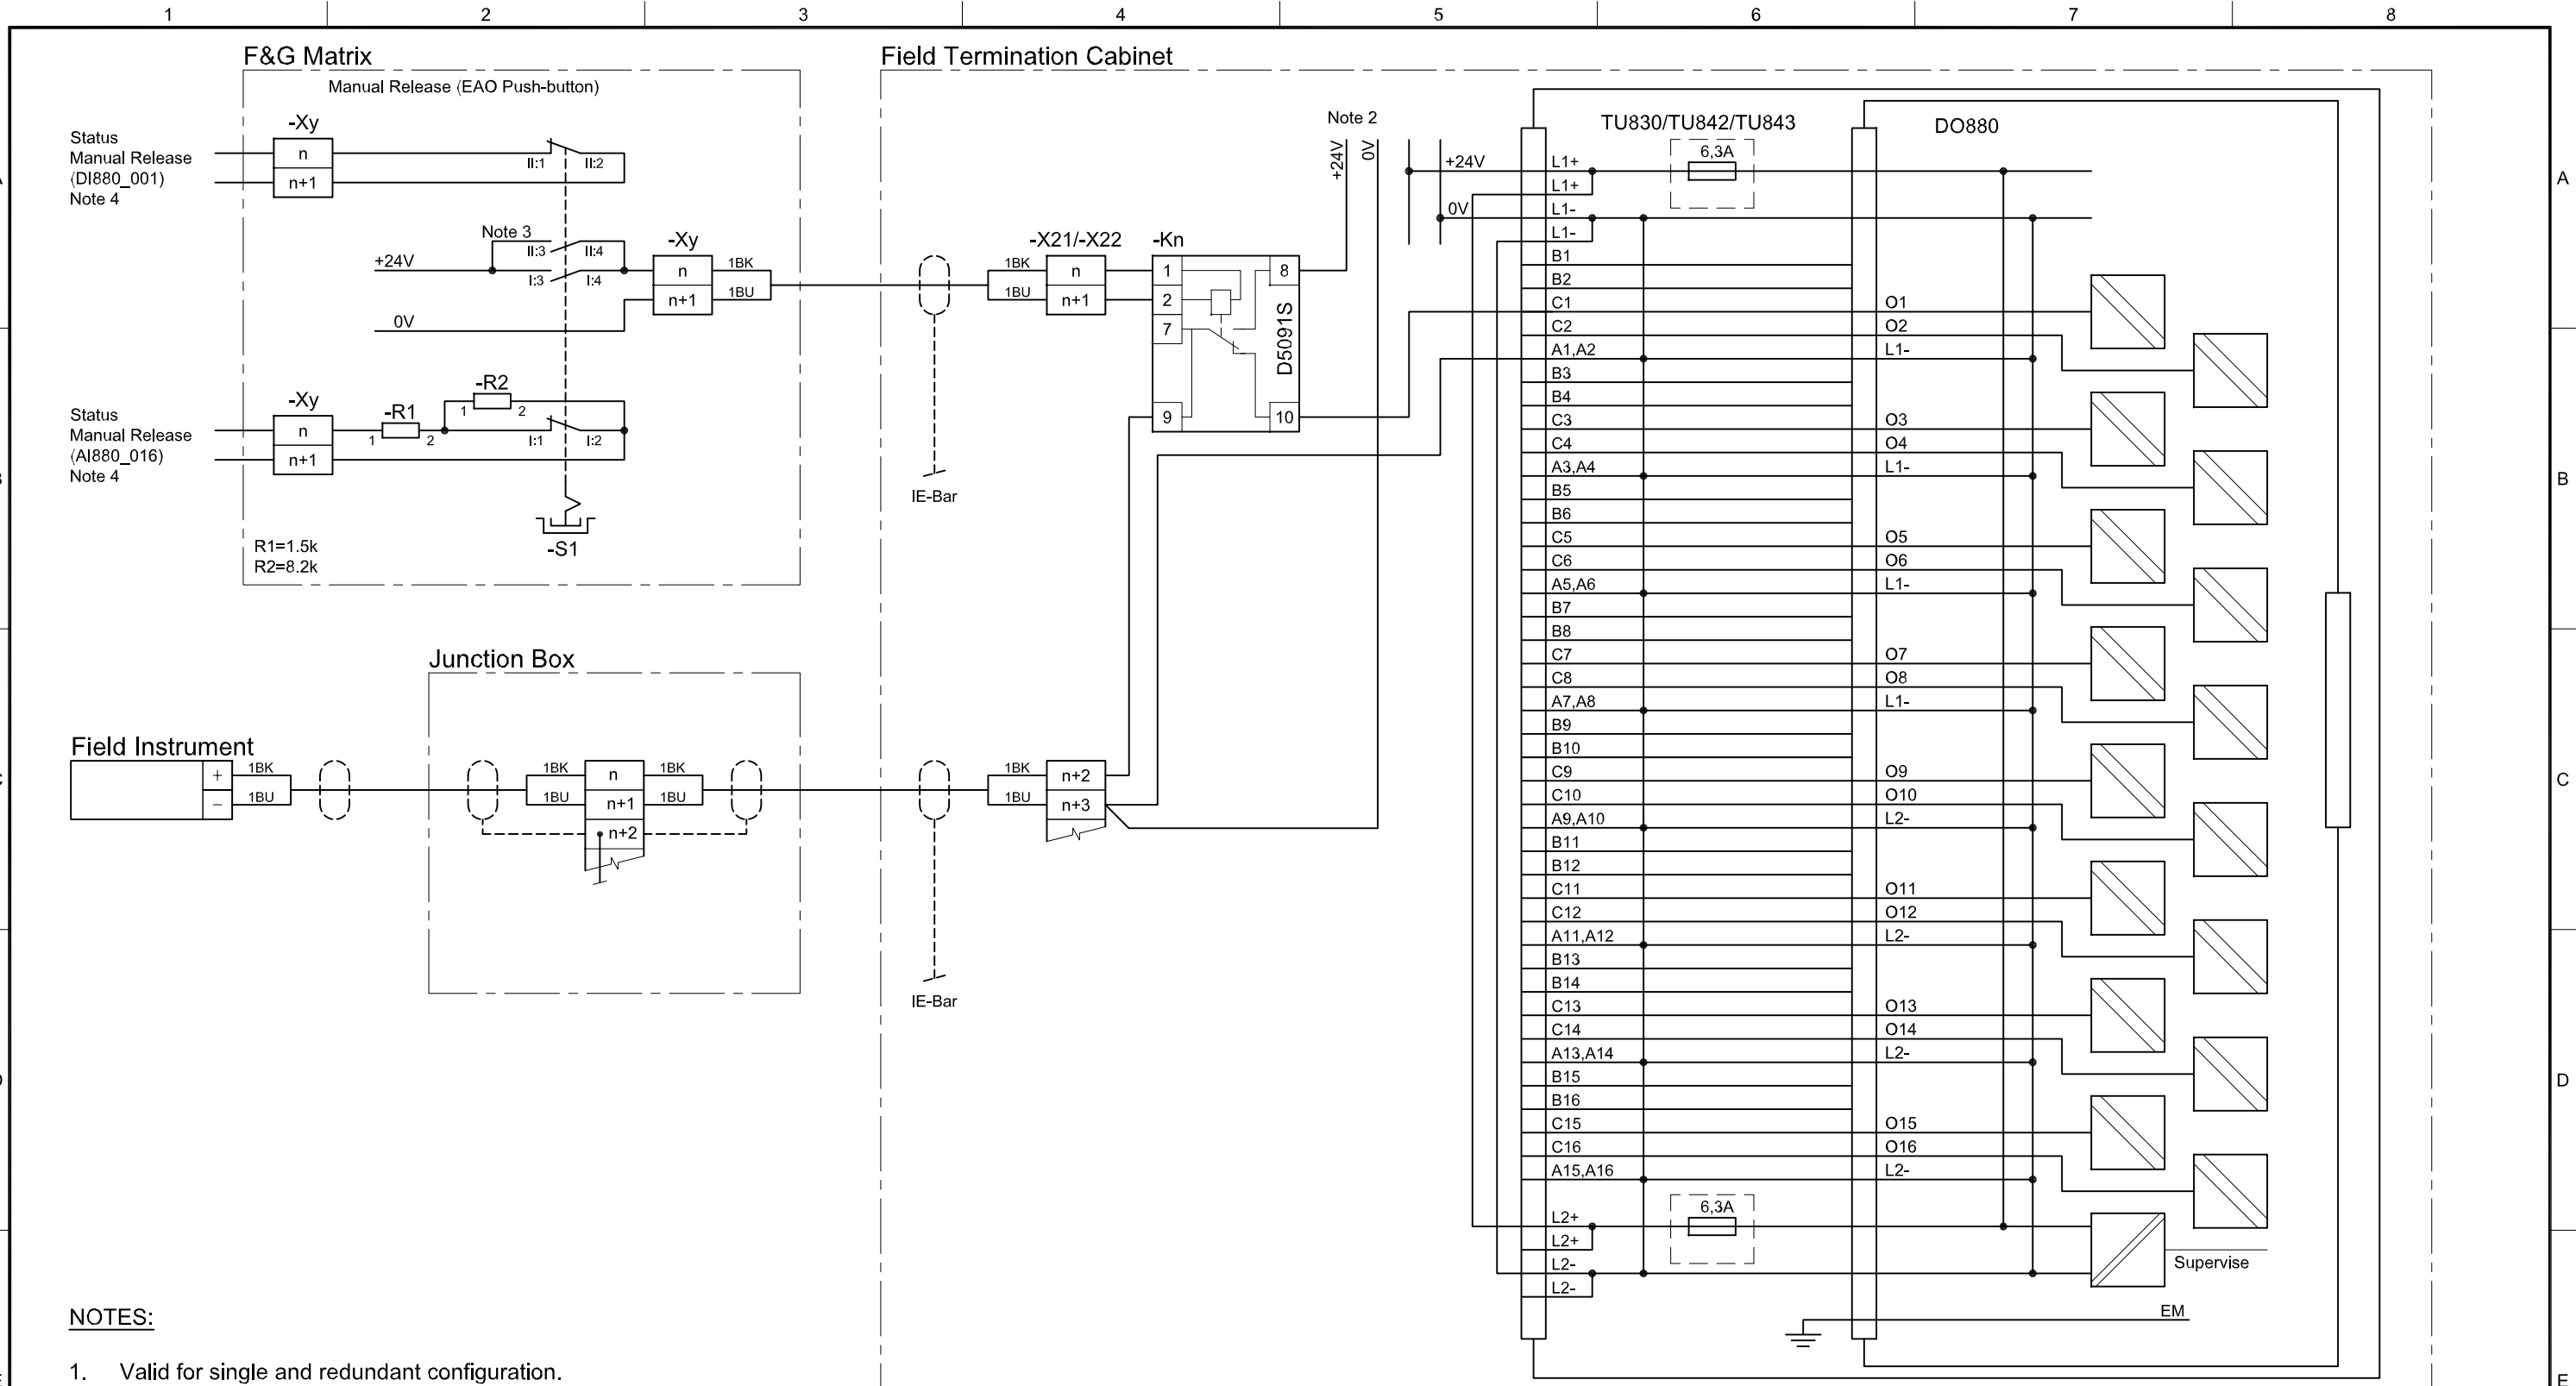 1 2 3 4 5 6 7 8
F&G Matrix
Manual Release (EAO Push-button)
Status
Manual Release
(DI880_001)
Note 4
-Xy
n
n+1
II:1 II:2
Note 3
II:3 II:4
+24V
I:3 I:4
0V
-Xy
n
n+1
1BK
1BU
Status
Manual Release
(AI880_016)
Note 4
-Xy
n
n+1
-R1
1 2
-R2
1 2
I:1 I:2
-S1
R1=1.5k
R2=8.2k
Junction Box
Field Instrument
+
−
1BK
1BU
1BK
1BU
n
n+1
n+2
1BK
1BU
Field Termination Cabinet
IE-Bar
1BK
1BU
-X21/-X22
n
n+1
-Kn
1
2
7
9
8
10
D5091S
Note 2
+24V
0V
IE-Bar
1BK
1BU
n+2
n+3
+24V
0V
TU830/TU842/TU843
DO880
6,3A
L1+
L1+
L1-
L1-
B1
B2
C1 O1
C2 O2
A1,A2 L1-
B3
B4
C3 O3
C4 O4
A3,A4 L1-
B5
B6
C5 O5
C6 O6
A5,A6 L1-
B7
B8
C7 O7
C8 O8
A7,A8 L1-
B9
B10
C9 O9
C10 O10
A9,A10 L2-
B11
B12
C11 O11
C12 O12
A11,A12 L2-
B13
B14
C13 O13
C14 O14
A13,A14 L2-
B15
B16
C15 O15
C16 O16
A15,A16 L2-
6,3A
L2+
L2+
L2-
L2-
Supervise
EM
A
B
C
D
E
NOTES:
1. Valid for single and redundant configuration.